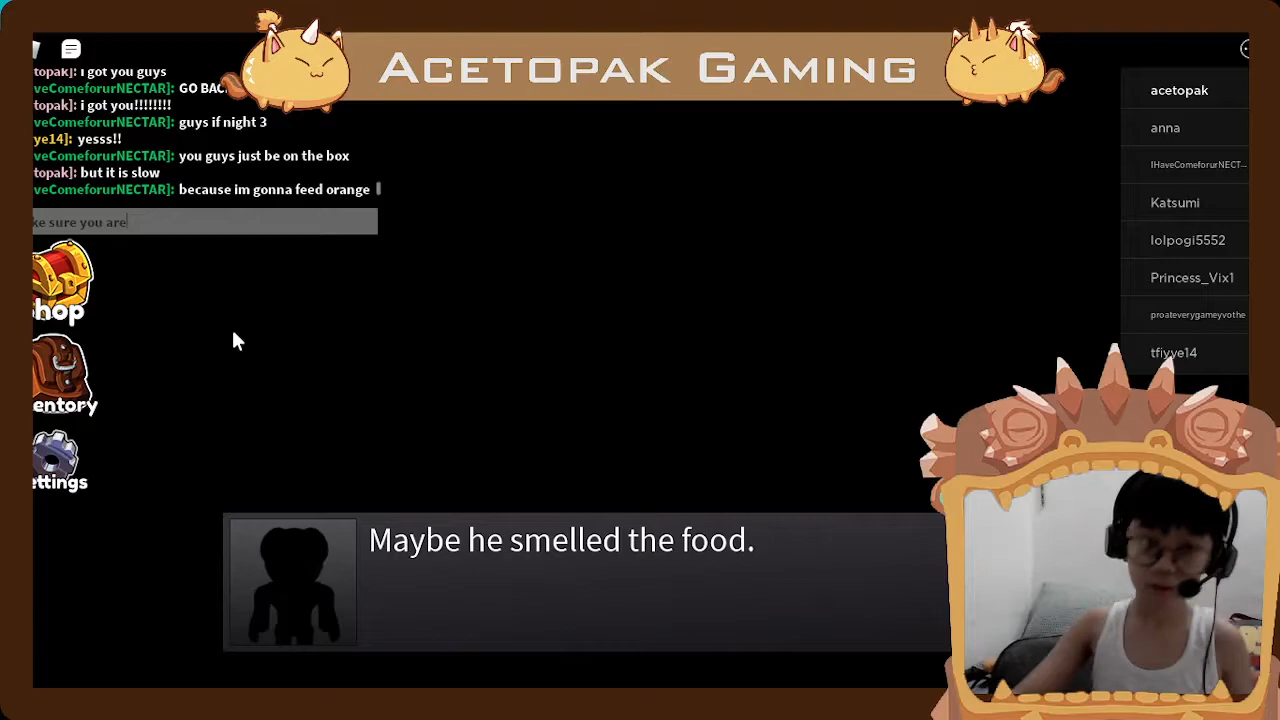 Acetopak Gaming
topak]: i got you guys
veComeforurNECTAR]: GO BAC
topak]: i got you!!!!!!!!
veComeforurNECTAR]: guys if night 3
ye14]: yesss!!
veComeforurNECTAR]: you guys just be on the box
topak]: but it is slow
veComeforurNECTAR]: because im gonna feed orange
ke sure you are
hop
entory
ettings
acetopak
anna
IHaveComeforurNECT...
Katsumi
lolpogi5552
Princess_Vix1
proateverygameyvothe
tfiyye14
Maybe he smelled the food.